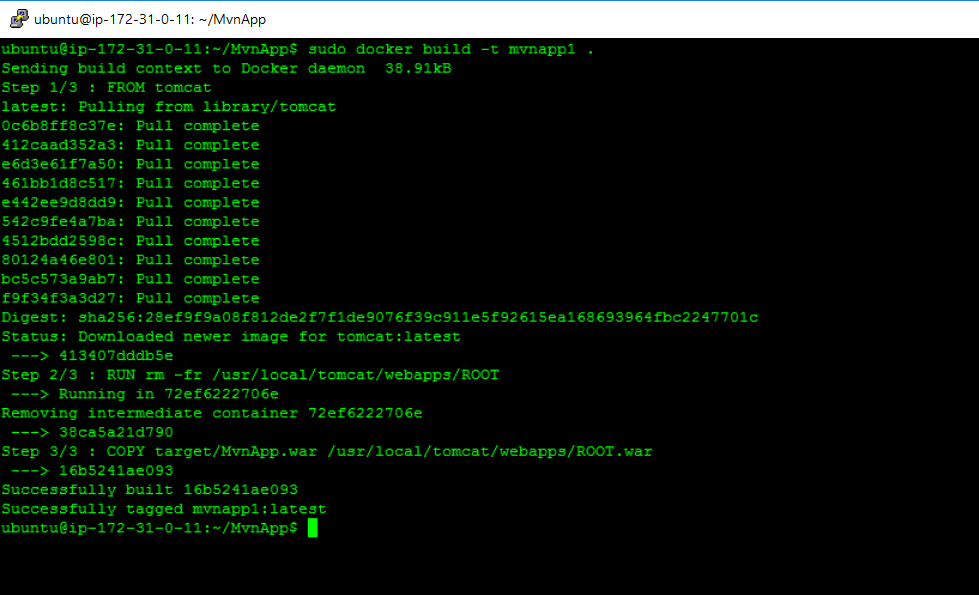 ubuntu@ip-172-31-0-11: ~/MvnApp
ubuntu@ip-172-31-0-11:~/MvnApp$ sudo docker build -t mvnapp1 .
Sending build context to Docker daemon  38.91kB
Step 1/3 : FROM tomcat
latest: Pulling from library/tomcat
0c6b8ff8c37e: Pull complete
412caad352a3: Pull complete
e6d3e61f7a50: Pull complete
461bb1d8c517: Pull complete
e442ee9d8dd9: Pull complete
542c9fe4a7ba: Pull complete
4512bdd2598c: Pull complete
80124a46e801: Pull complete
bc5c573a9ab7: Pull complete
f9f34f3a3d27: Pull complete
Digest: sha256:28ef9f9a08f812de2f7f1de9076f39c911e5f92615ea168693964fbc2247701c
Status: Downloaded newer image for tomcat:latest
 ---> 413407dddb5e
Step 2/3 : RUN rm -fr /usr/local/tomcat/webapps/ROOT
 ---> Running in 72ef6222706e
Removing intermediate container 72ef6222706e
 ---> 38ca5a21d790
Step 3/3 : COPY target/MvnApp.war /usr/local/tomcat/webapps/ROOT.war
 ---> 16b5241ae093
Successfully built 16b5241ae093
Successfully tagged mvnapp1:latest
ubuntu@ip-172-31-0-11:~/MvnApp$